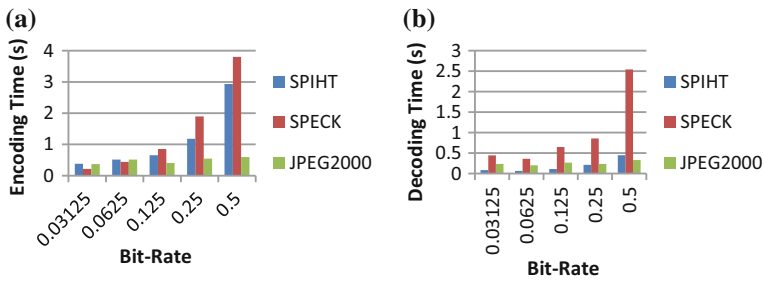 (a)
Encoding Time (s)
4
3
2
1
0
0.03125
0.0625
0.125
0.25
0.5
Bit-Rate
SPIHT
SPECK
JPEG2000
(b)
Decoding Time (s)
3
2.5
2
1.5
1
0.5
0
0.03125
0.0625
0.125
0.25
0.5
Bit-Rate
SPIHT
SPECK
JPEG2000